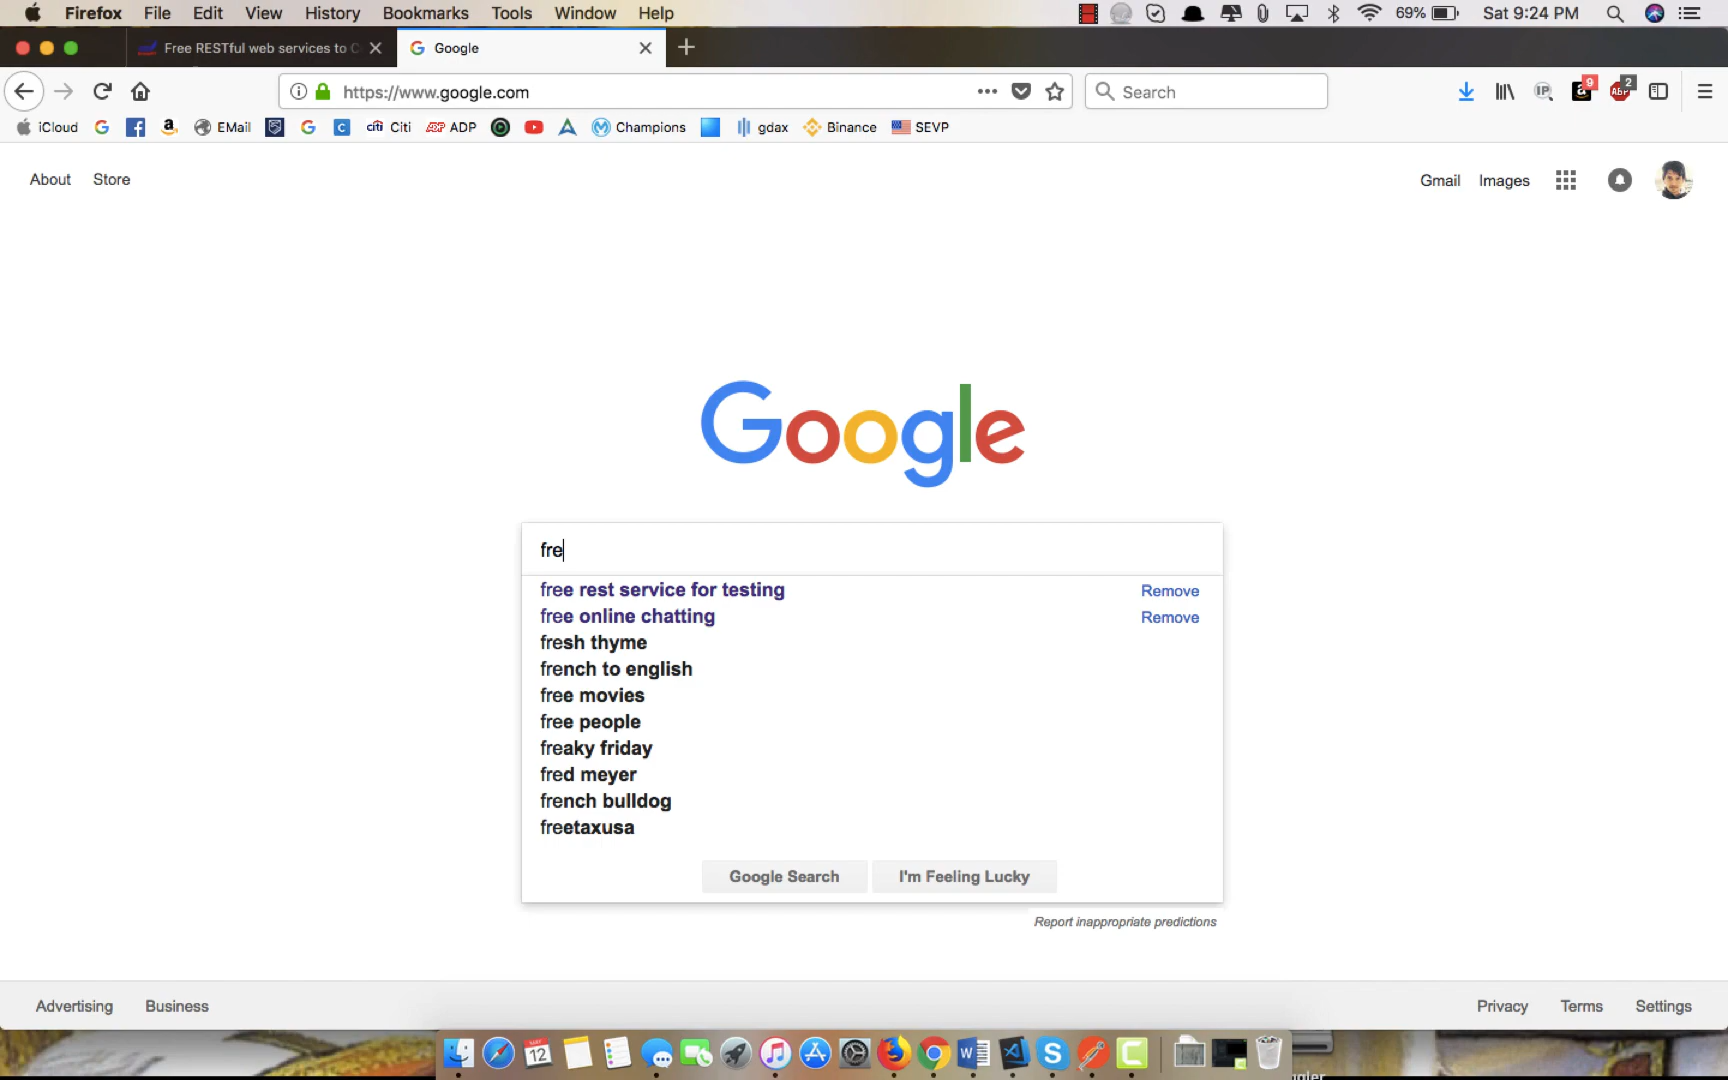 Firefox File Edit View History Bookmarks Tools Window Help 69% Sat 9:24 PM
Free RESTful web services to Google
https://www.google.com Search 9 2
iCloud EMail Citi ADP Champions gdax Binance SEVP
About Store Gmail Images
Google
fre
free rest service for testing Remove
free online chatting Remove
fresh thyme
french to english
free movies
free people
freaky friday
fred meyer
french bulldog
freetaxusa
Google Search I'm Feeling Lucky
Report inappropriate predictions
Advertising Business Privacy Terms Settings
12